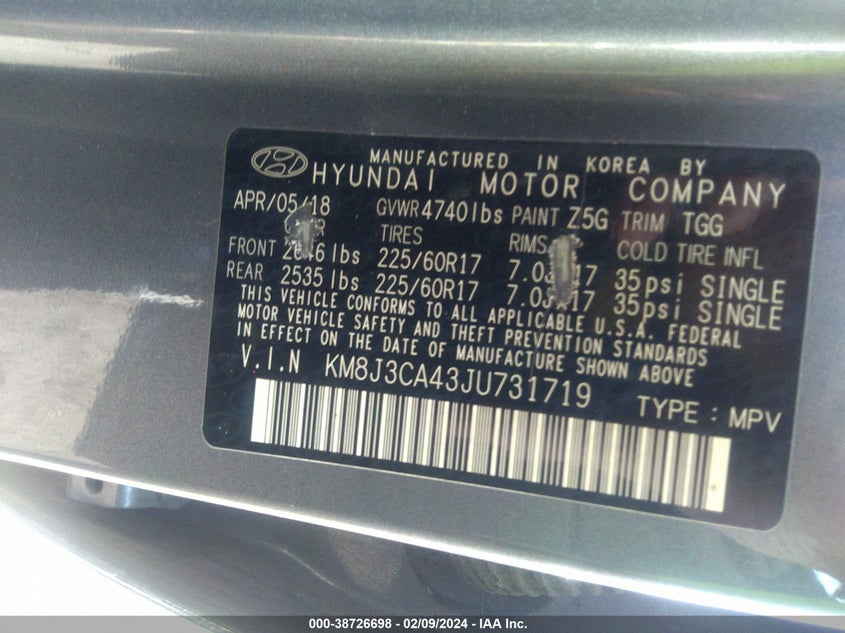 MANUFACTURED IN KOREA BY
HYUNDAI MOTOR COMPANY
APR/05/18 GVWR 4740lbs PAINT Z5G TRIM TGG
TIRES RIMS COLD TIRE INFL
FRONT 2646 lbs 225/60R17 35psi SINGLE
REAR 2535 lbs 225/60R17 35psi SINGLE
THIS VEHICLE CONFORMS TO ALL APPLICABLE U.S.A. FEDERAL
MOTOR VEHICLE SAFETY AND THEFT PREVENTION STANDARDS
IN EFFECT ON THE DATE OF MANUFACTURE SHOWN ABOVE
V.I.N KM8J3CA43JU731719
TYPE : MPV
000-38726698 - 02/09/2024 - IAA Inc.